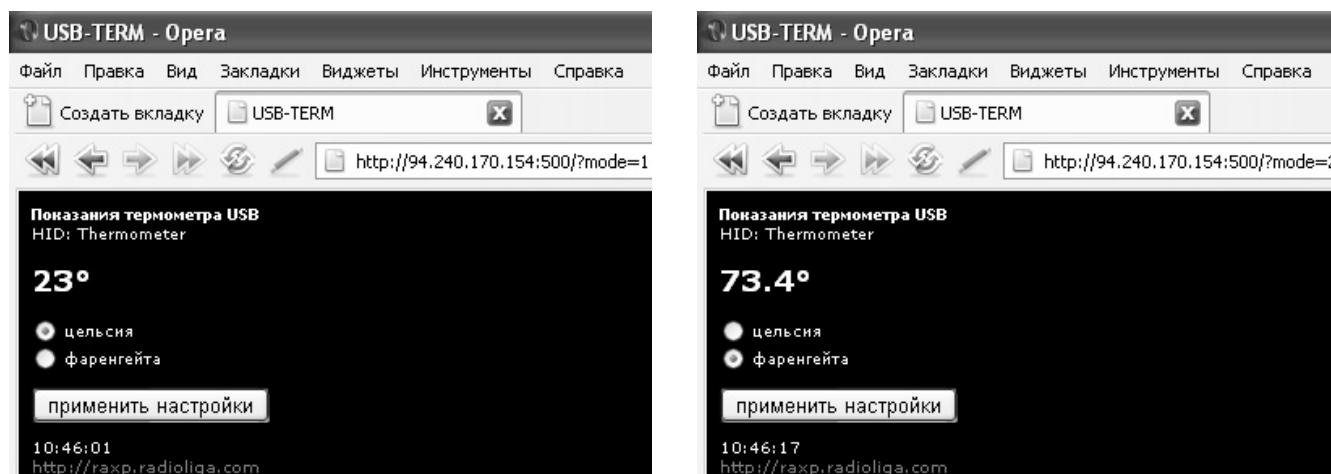 USB-TERM - Opera
Файл Правка Вид Закладки Виджеты Инструменты Справка
Создать вкладку USB-TERM
http://94.240.170.154:500/?mode=1
Показания термометра USB
HID: Thermometer
23°
цельсия
фаренгейта
применить настройки
10:46:01
http://raxp.radioliga.com
USB-TERM - Opera
Файл Правка Вид Закладки Виджеты Инструменты Справка
Создать вкладку USB-TERM
http://94.240.170.154:500/?mode=2
Показания термометра USB
HID: Thermometer
73.4°
цельсия
фаренгейта
применить настройки
10:46:17
http://raxp.radioliga.com